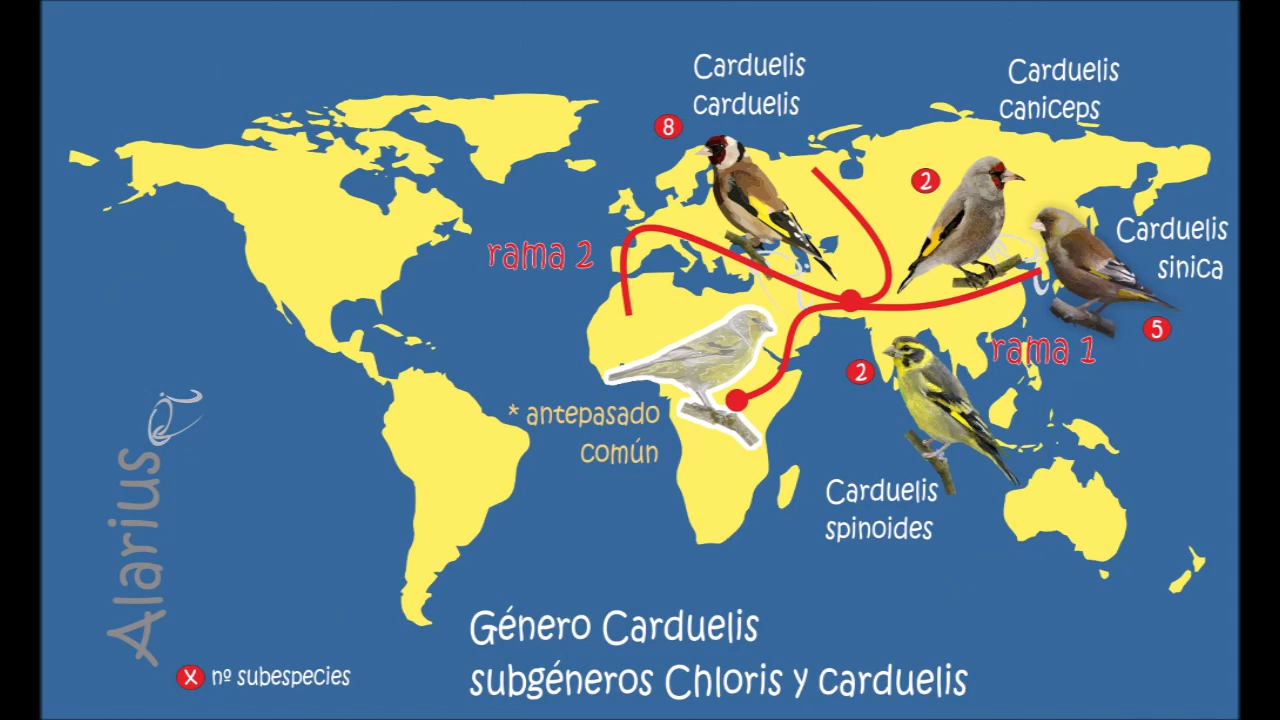 Carduelis
carduelis
8
Carduelis
caniceps
2
Carduelis
sinica
5
rama 2
rama 1
2
* antepasado
común
Carduelis
spinoides
Alarius
Género Carduelis
subgéneros Chloris y carduelis
X nº subespecies